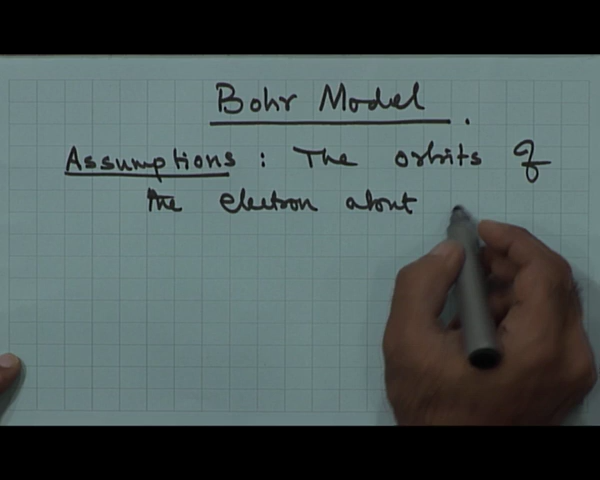 Bohr Model.
Assumptions: The orbits of
the electron about